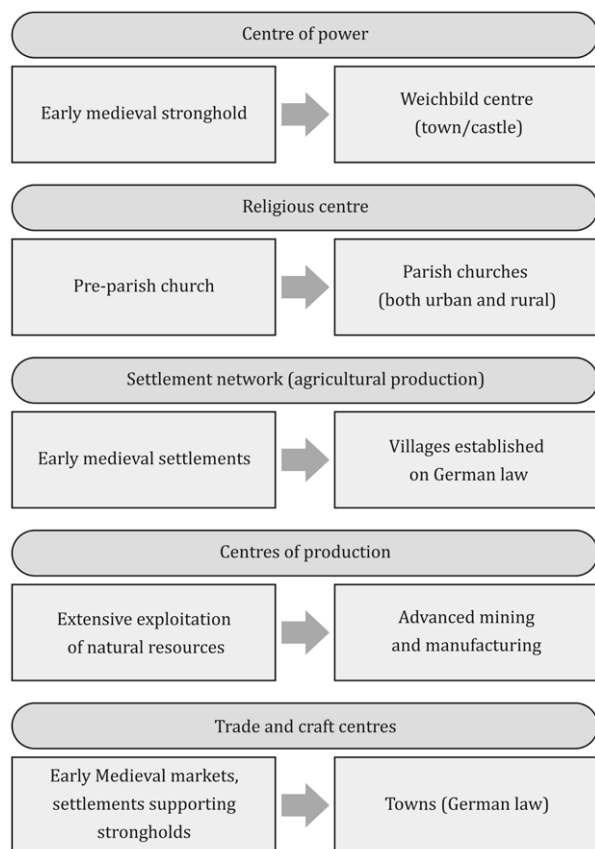 Centre of power
Early medieval stronghold
Weichbild centre
(town/castle)
Religious centre
Pre-parish church
Parish churches
(both urban and rural)
Settlement network (agricultural production)
Early medieval settlements
Villages established
on German law
Centres of production
Extensive exploitation
of natural resources
Advanced mining
and manufacturing
Trade and craft centres
Early Medieval markets,
settlements supporting
strongholds
Towns (German law)